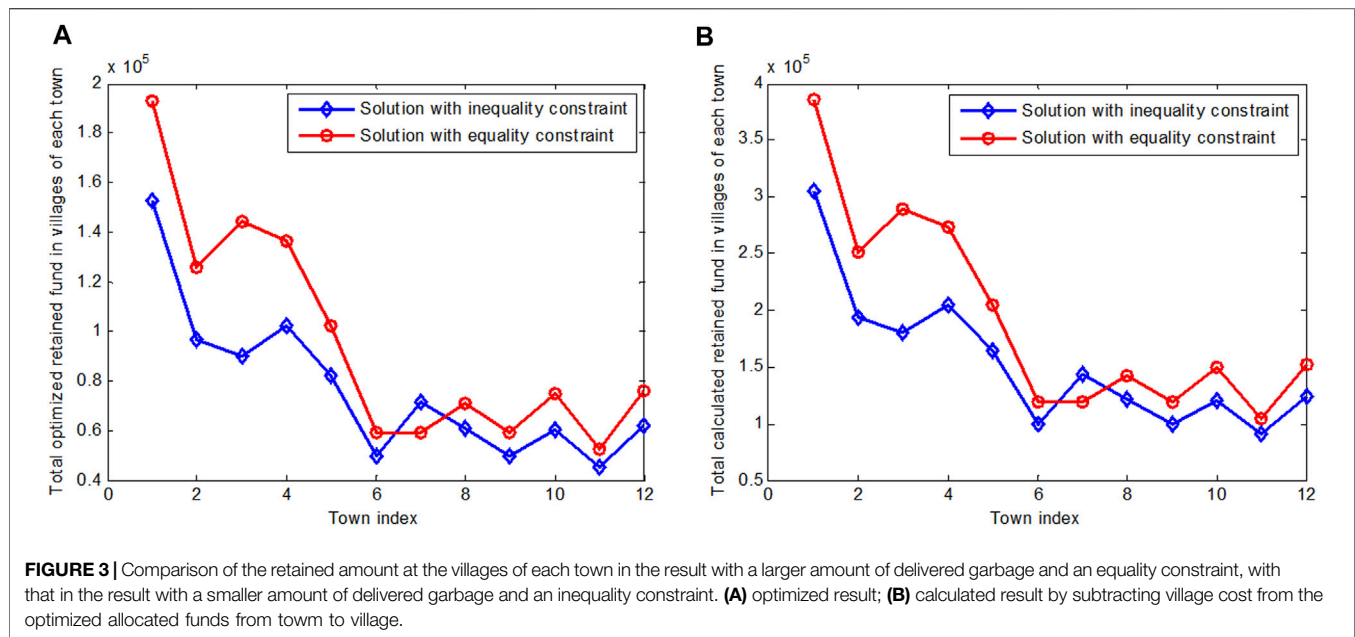 A
× 10⁵
2
1.8
1.6
1.4
1.2
1
0.8
0.6
0.4
0
2
4
6
8
10
12
Total optimized retained fund in villages of each town
Town index
Solution with inequality constraint
Solution with equality constraint
B
× 10⁵
4
3.5
3
2.5
2
1.5
1
0.5
0
2
4
6
8
10
12
Total calculated retained fund in villages of each town
Town index
Solution with inequality constraint
Solution with equality constraint
FIGURE 3 | Comparison of the retained amount at the villages of each town in the result with a larger amount of delivered garbage and an equality constraint, with
that in the result with a smaller amount of delivered garbage and an inequality constraint. (A) optimized result; (B) calculated result by subtracting village cost from the
optimized allocated funds from towm to village.